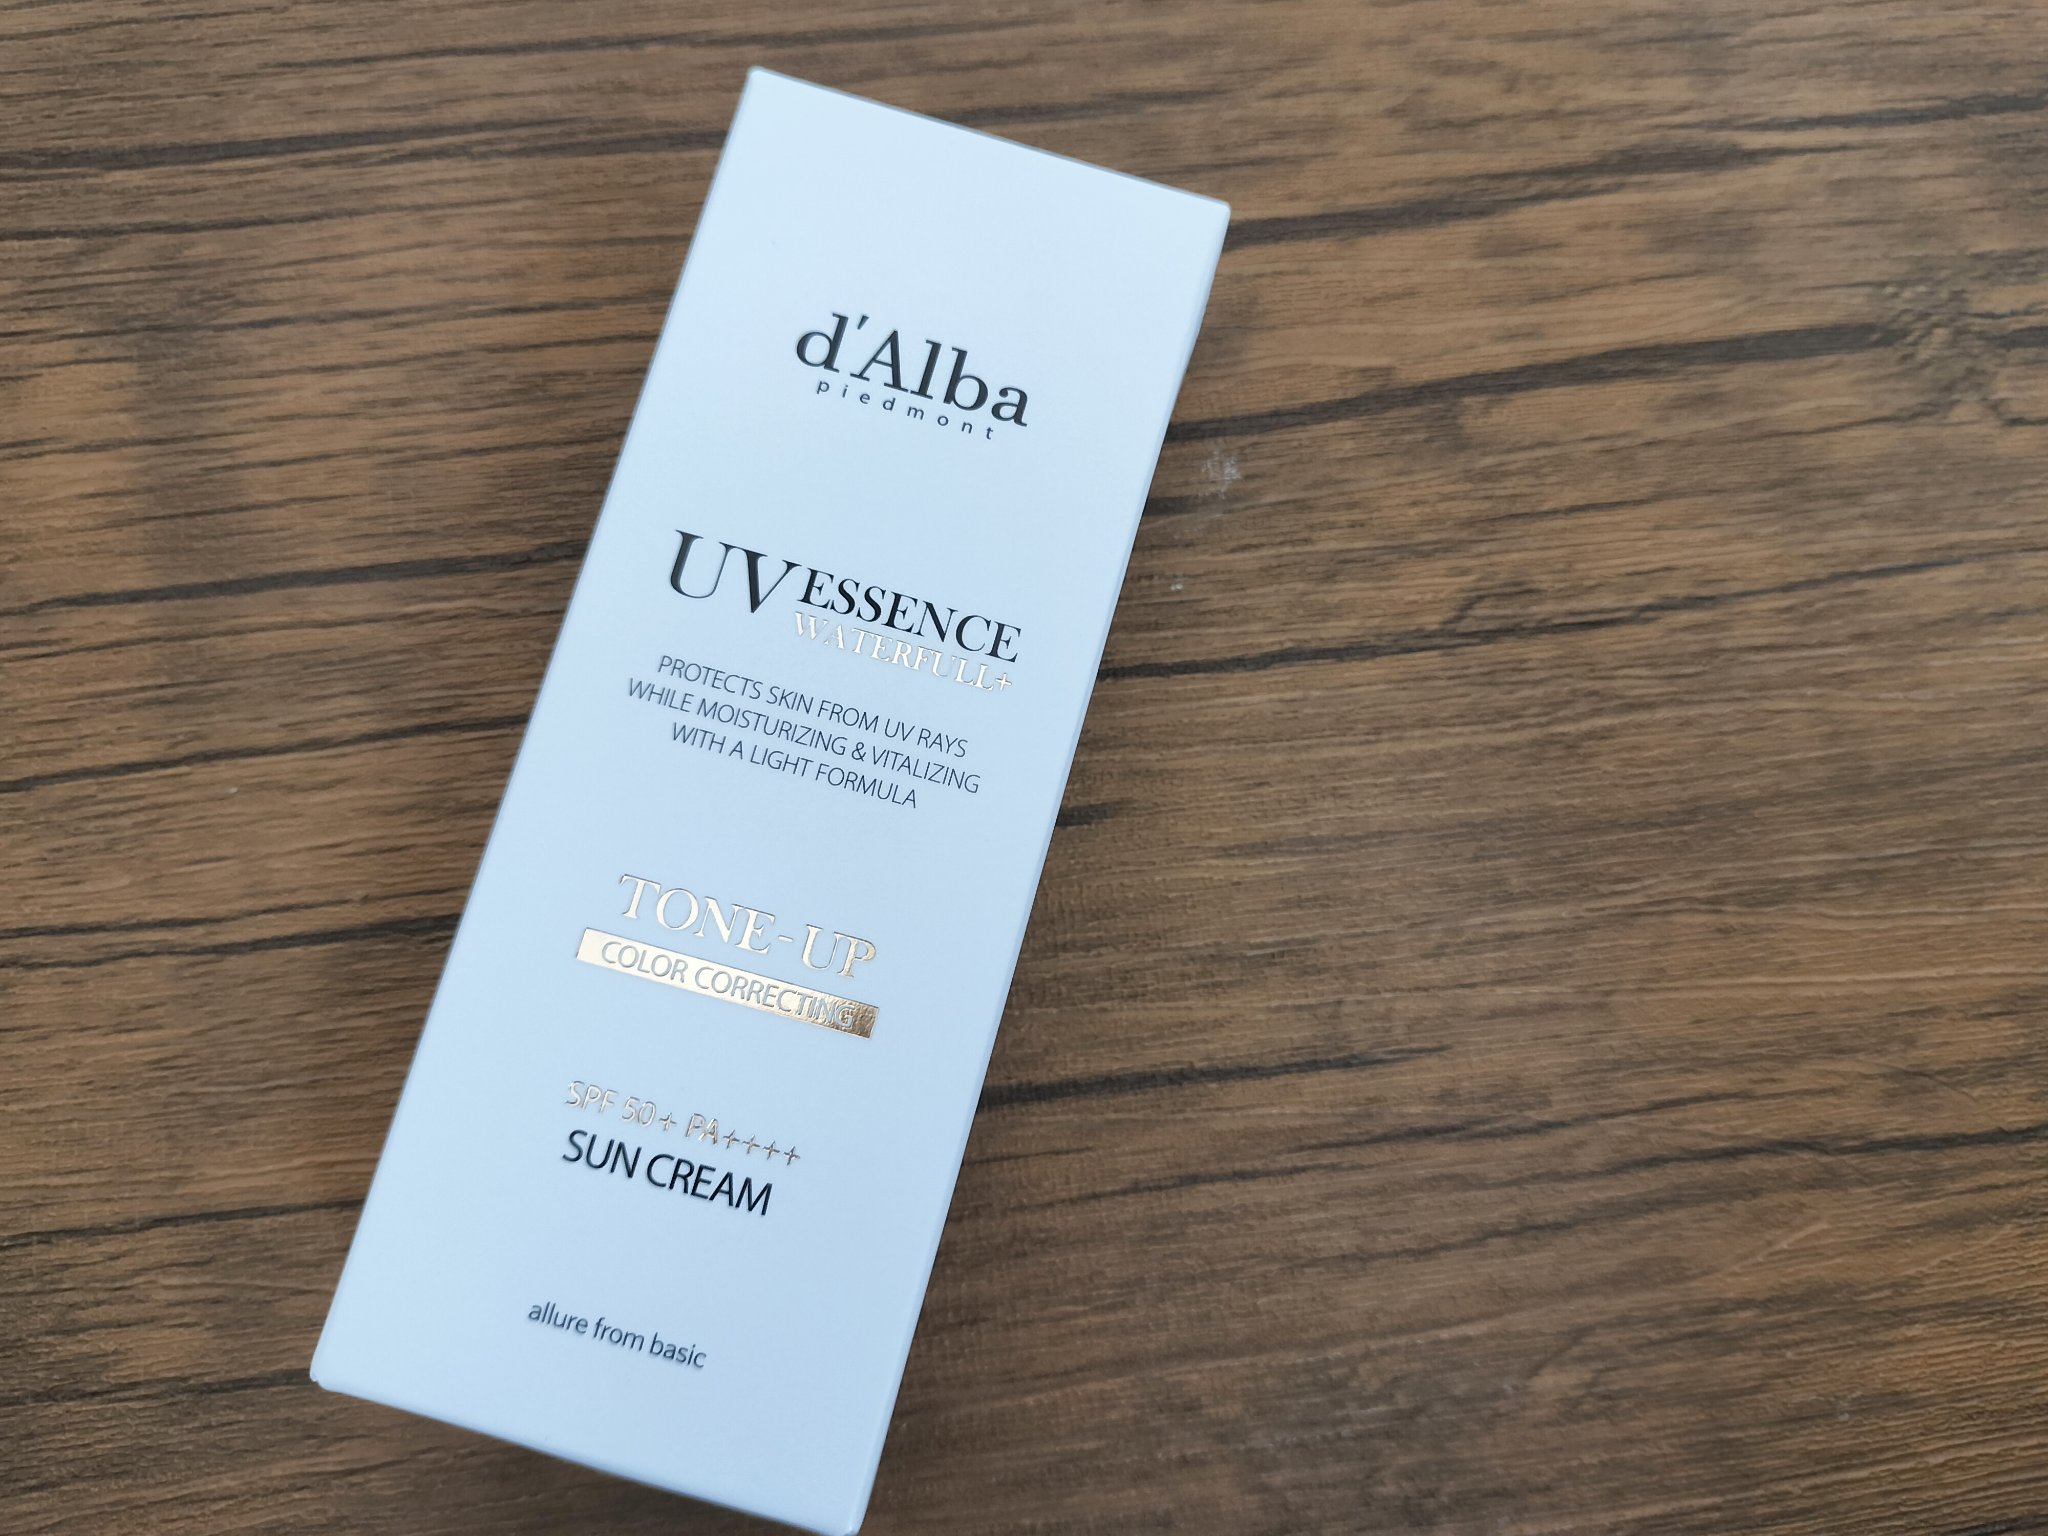 d'Alba
piedmont
UV ESSENCE
WATERFULL+
PROTECTS SKIN FROM UV RAYS
WHILE MOISTURIZING & VITALIZING
WITH A LIGHT FORMULA
TONE-UP
COLOR CORRECTING
SPF 50+ PA++++
SUN CREAM
allure from basic